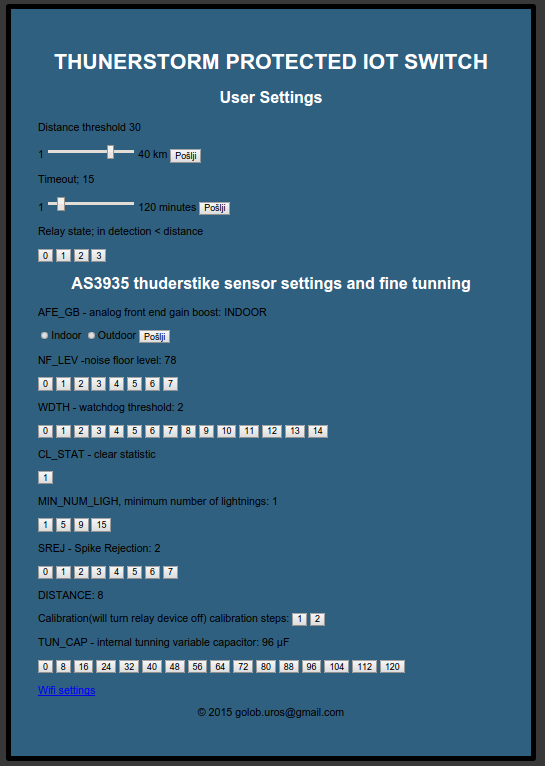 THUNERSTORM PROTECTED IOT SWITCH
User Settings
Distance threshold 30
1 40 km Pošlji
Timeout; 15
1 120 minutes Pošlji
Relay state; in detection < distance
0 1 2 3
AS3935 thuderstike sensor settings and fine tunning
AFE_GB - analog front end gain boost: INDOOR
Indoor Outdoor Pošlji
NF_LEV -noise floor level: 78
0 1 2 3 4 5 6 7
WDTH - watchdog threshold: 2
0 1 2 3 4 5 6 7 8 9 10 11 12 13 14
CL_STAT - clear statistic
1
MIN_NUM_LIGH, minimum number of lightnings: 1
1 5 9 15
SREJ - Spike Rejection: 2
0 1 2 3 4 5 6 7
DISTANCE: 8
Calibration(will turn relay device off) calibration steps: 1 2
TUN_CAP - internal tunning variable capacitor: 96 µF
0 8 16 24 32 40 48 56 64 72 80 88 96 104 112 120
Wifi settings
© 2015 golob.uros@gmail.com